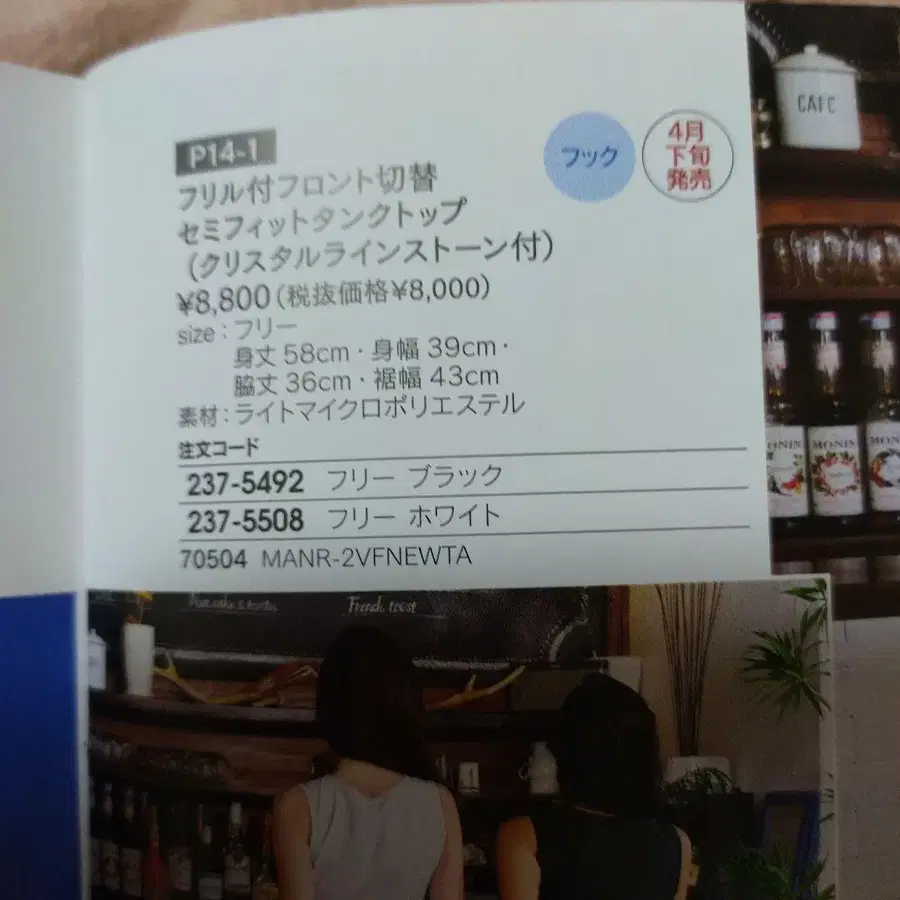 P14-1
フック
4月
下旬
発売
フリル付フロント切替
セミフィットタンクトップ
(クリスタルラインストーン付)
¥8,800(税抜価格¥8,000)
size:フリー
身丈 58cm・身幅 39cm・
脇丈 36cm・裾幅 43cm
素材:ライトマイクロポリエステル
注文コード
237-5492 フリー ブラック
237-5508 フリー ホワイト
70504 MANR-2VFNEWTA
CAFE
MONIN
MONIN
French toast